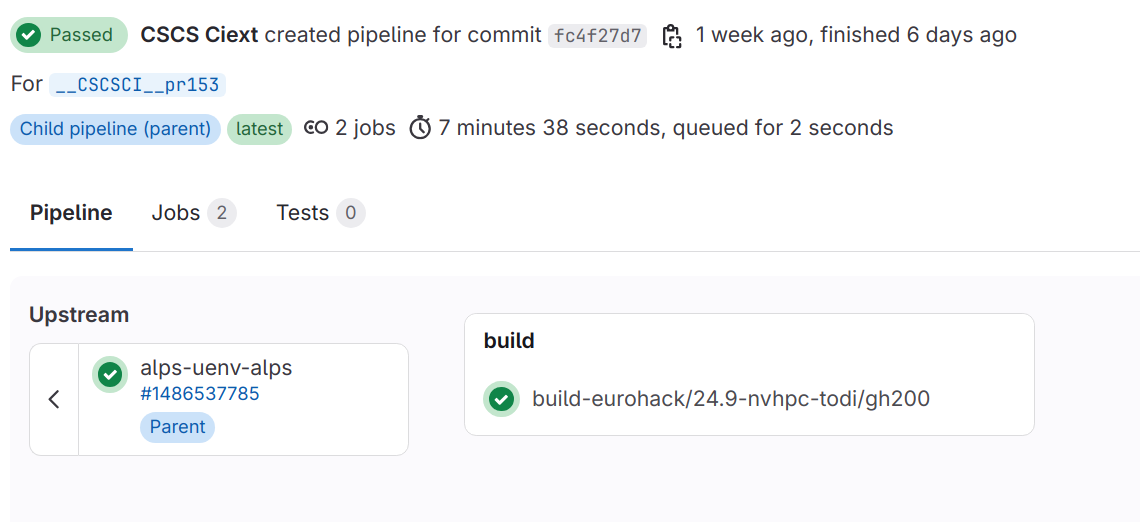 Passed CSCS Ciext created pipeline for commit fc4f27d7 1 week ago, finished 6 days ago
For __CSCSCI__pr153
Child pipeline (parent) latest 2 jobs 7 minutes 38 seconds, queued for 2 seconds
Pipeline Jobs 2 Tests 0
Upstream
alps-uenv-alps
#1486537785
Parent
build
build-eurohack/24.9-nvhpc-todi/gh200